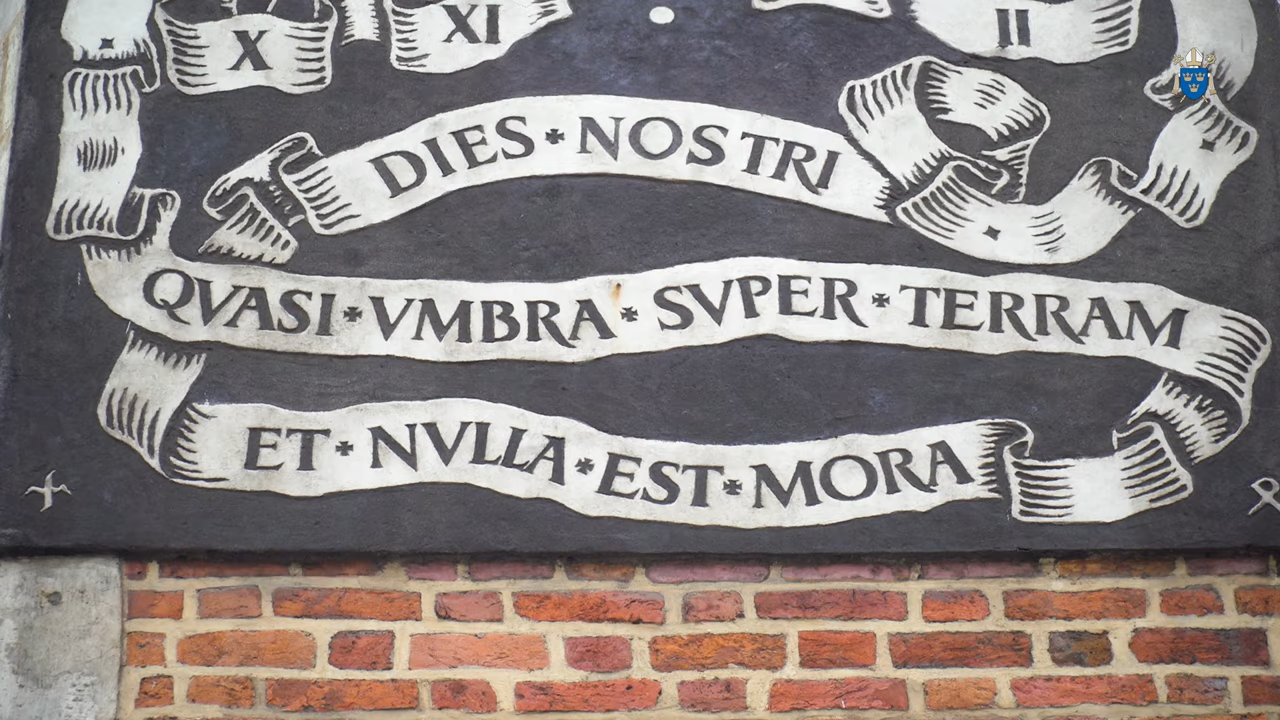 X XI II
DIES · NOSTRI
QVASI · VMBRA · SVPER · TERRAM
ET · NVLLA · EST · MORA